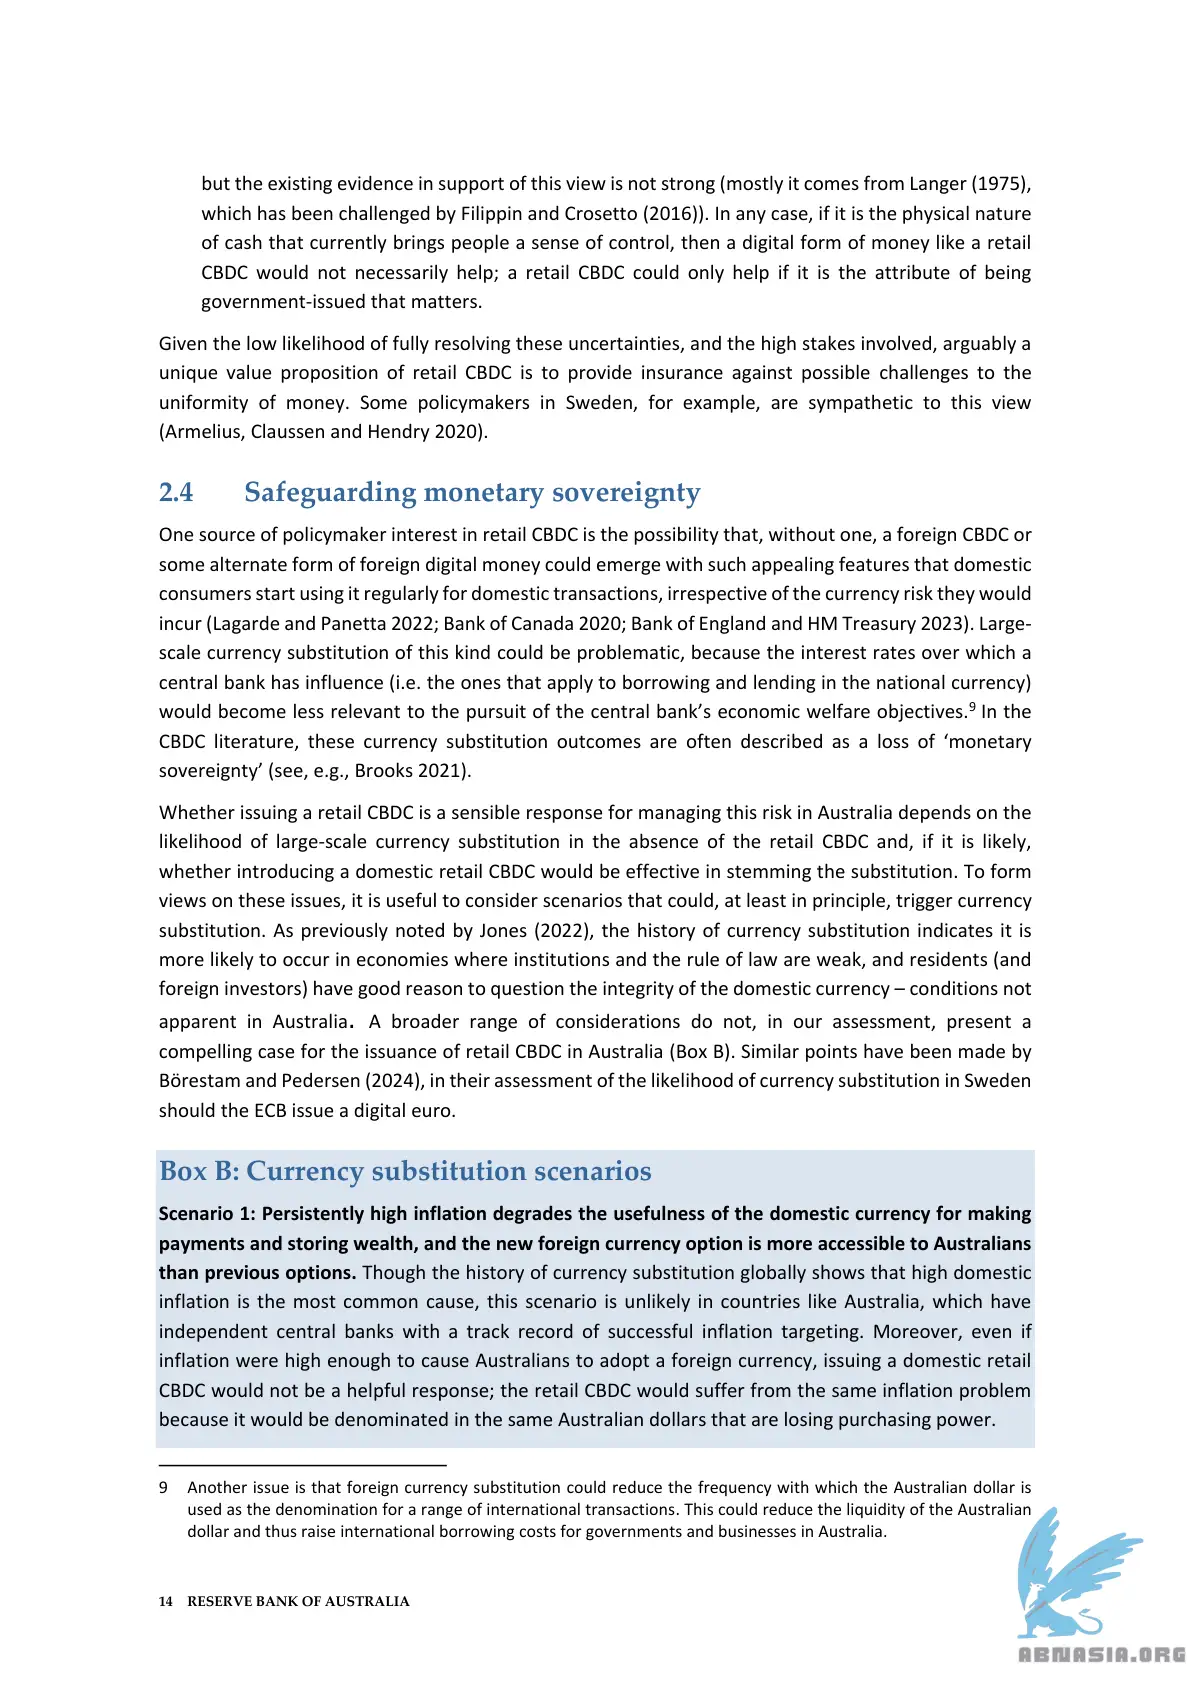 but the existing evidence in support of this view is not strong (mostly it comes from Langer (1975),
which has been challenged by Filippin and Crosetto (2016)). In any case, if it is the physical nature
of cash that currently brings people a sense of control, then a digital form of money like a retail
CBDC would not necessarily help; a retail CBDC could only help if it is the attribute of being
government-issued that matters.
Given the low likelihood of fully resolving these uncertainties, and the high stakes involved, arguably a
unique value proposition of retail CBDC is to provide insurance against possible challenges to the
uniformity of money. Some policymakers in Sweden, for example, are sympathetic to this view
(Armelius, Claussen and Hendry 2020).
2.4 Safeguarding monetary sovereignty
One source of policymaker interest in retail CBDC is the possibility that, without one, a foreign CBDC or
some alternate form of foreign digital money could emerge with such appealing features that domestic
consumers start using it regularly for domestic transactions, irrespective of the currency risk they would
incur (Lagarde and Panetta 2022; Bank of Canada 2020; Bank of England and HM Treasury 2023). Large-
scale currency substitution of this kind could be problematic, because the interest rates over which a
central bank has influence (i.e. the ones that apply to borrowing and lending in the national currency)
would become less relevant to the pursuit of the central bank’s economic welfare objectives.⁹ In the
CBDC literature, these currency substitution outcomes are often described as a loss of ‘monetary
sovereignty’ (see, e.g., Brooks 2021).
Whether issuing a retail CBDC is a sensible response for managing this risk in Australia depends on the
likelihood of large-scale currency substitution in the absence of the retail CBDC and, if it is likely,
whether introducing a domestic retail CBDC would be effective in stemming the substitution. To form
views on these issues, it is useful to consider scenarios that could, at least in principle, trigger currency
substitution. As previously noted by Jones (2022), the history of currency substitution indicates it is
more likely to occur in economies where institutions and the rule of law are weak, and residents (and
foreign investors) have good reason to question the integrity of the domestic currency – conditions not
apparent in Australia. A broader range of considerations do not, in our assessment, present a
compelling case for the issuance of retail CBDC in Australia (Box B). Similar points have been made by
Börestam and Pedersen (2024), in their assessment of the likelihood of currency substitution in Sweden
should the ECB issue a digital euro.
Box B: Currency substitution scenarios
Scenario 1: Persistently high inflation degrades the usefulness of the domestic currency for making
payments and storing wealth, and the new foreign currency option is more accessible to Australians
than previous options. Though the history of currency substitution globally shows that high domestic
inflation is the most common cause, this scenario is unlikely in countries like Australia, which have
independent central banks with a track record of successful inflation targeting. Moreover, even if
inflation were high enough to cause Australians to adopt a foreign currency, issuing a domestic retail
CBDC would not be a helpful response; the retail CBDC would suffer from the same inflation problem
because it would be denominated in the same Australian dollars that are losing purchasing power.
9 Another issue is that foreign currency substitution could reduce the frequency with which the Australian dollar is
used as the denomination for a range of international transactions. This could reduce the liquidity of the Australian
dollar and thus raise international borrowing costs for governments and businesses in Australia.
14 RESERVE BANK OF AUSTRALIA
ABNASIA.ORG